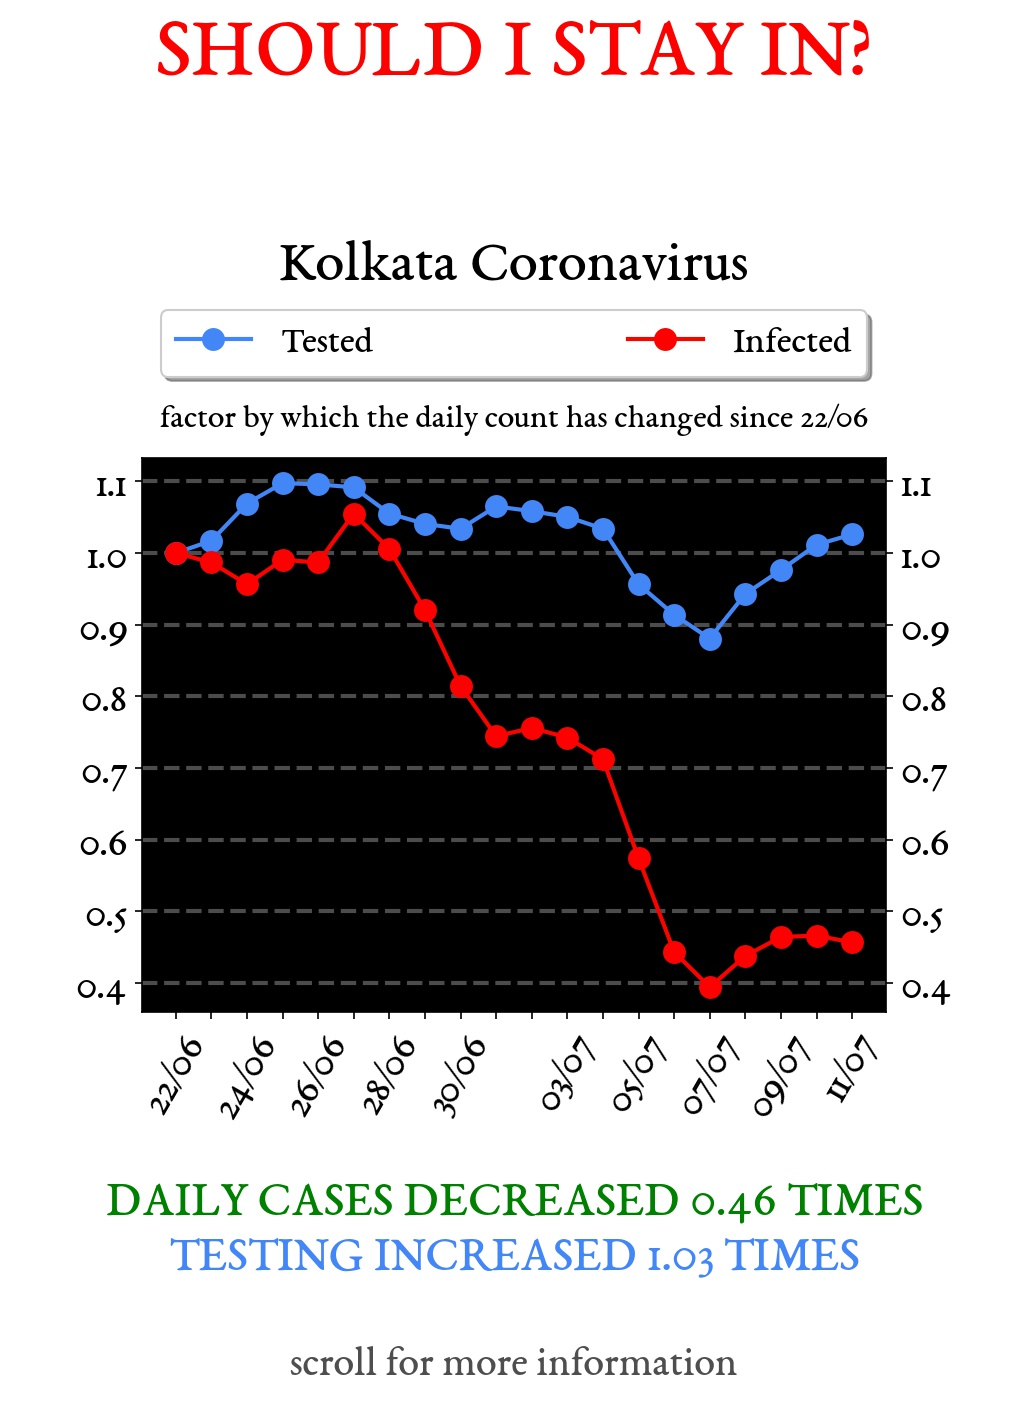 SHOULD I STAY IN?
Kolkata Coronavirus
Tested Infected
factor by which the daily count has changed since 22/06
1.1 1.1
1.0 1.0
0.9 0.9
0.8 0.8
0.7 0.7
0.6 0.6
0.5 0.5
0.4 0.4
22/06 24/06 26/06 28/06 30/06 03/07 05/07 07/07 09/07 11/07
DAILY CASES DECREASED 0.46 TIMES
TESTING INCREASED 1.03 TIMES
scroll for more information